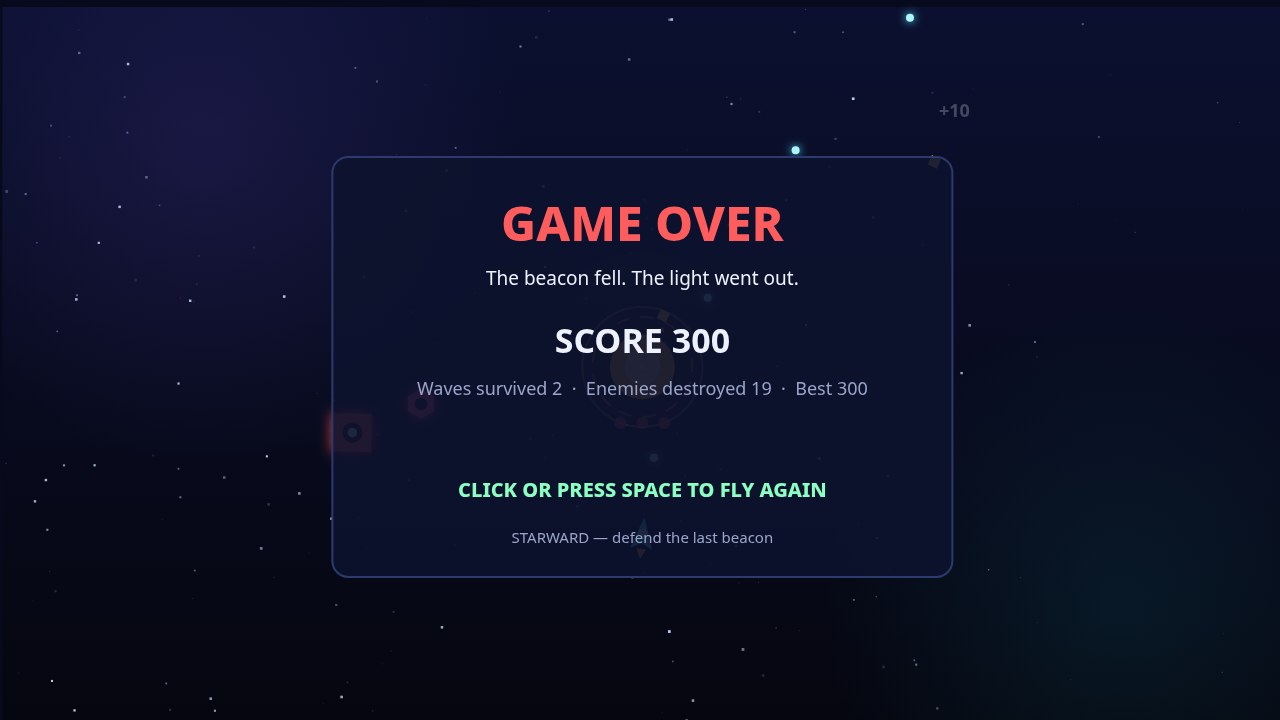 +10
GAME OVER
The beacon fell. The light went out.
SCORE 300
Waves survived 2 · Enemies destroyed 19 · Best 300
CLICK OR PRESS SPACE TO FLY AGAIN
STARWARD — defend the last beacon